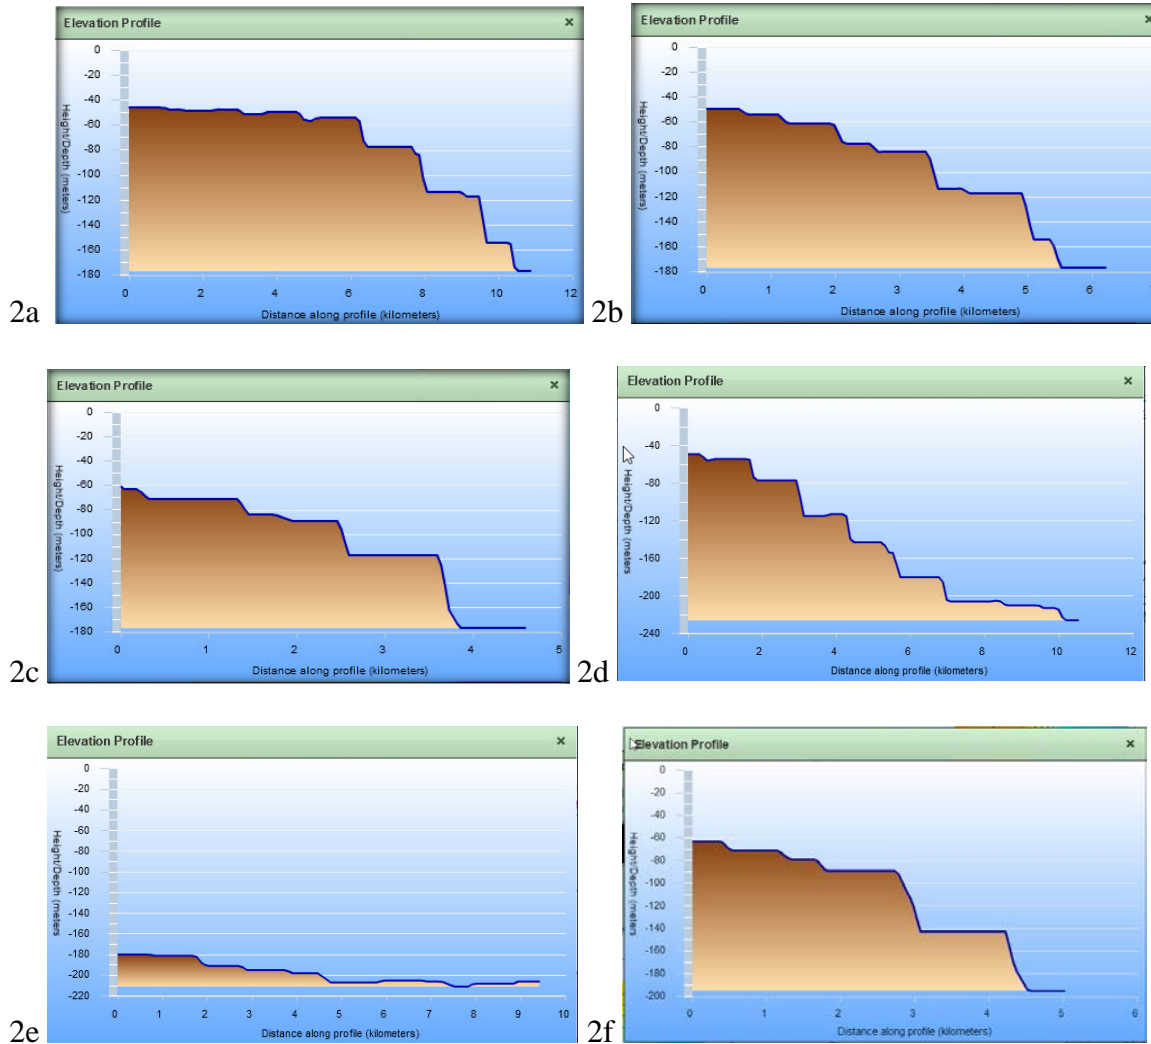 Elevation Profile ×
0
-20
-40
-60
-80
-100
-120
-140
-160
-180
Height/Depth (meters)
0 2 4 6 8 10 12
Distance along profile (kilometers)
2a
Elevation Profile ×
0
-20
-40
-60
-80
-100
-120
-140
-160
-180
Height/Depth (meters)
0 1 2 3 4 5 6
Distance along profile (kilometers)
2b
Elevation Profile ×
0
-20
-40
-60
-80
-100
-120
-140
-160
-180
Height/Depth (meters)
0 1 2 3 4 5
Distance along profile (kilometers)
2c
Elevation Profile ×
0
-40
-80
-120
-160
-200
-240
Height/Depth (meters
0 2 4 6 8 10 12
Distance along profile (kilometers)
2d
Elevation Profile ×
0
-20
-40
-60
-80
-100
-120
-140
-160
-180
-200
-220
Height/Depth (meters
0 1 2 3 4 5 6 7 8 9 10
Distance along profile (kilometers)
2e
Elevation Profile ×
0
-20
-40
-60
-80
-100
-120
-140
-160
-180
-200
Height/Depth (meters)
0 1 2 3 4 5 6
Distance along profile (kilometers)
2f